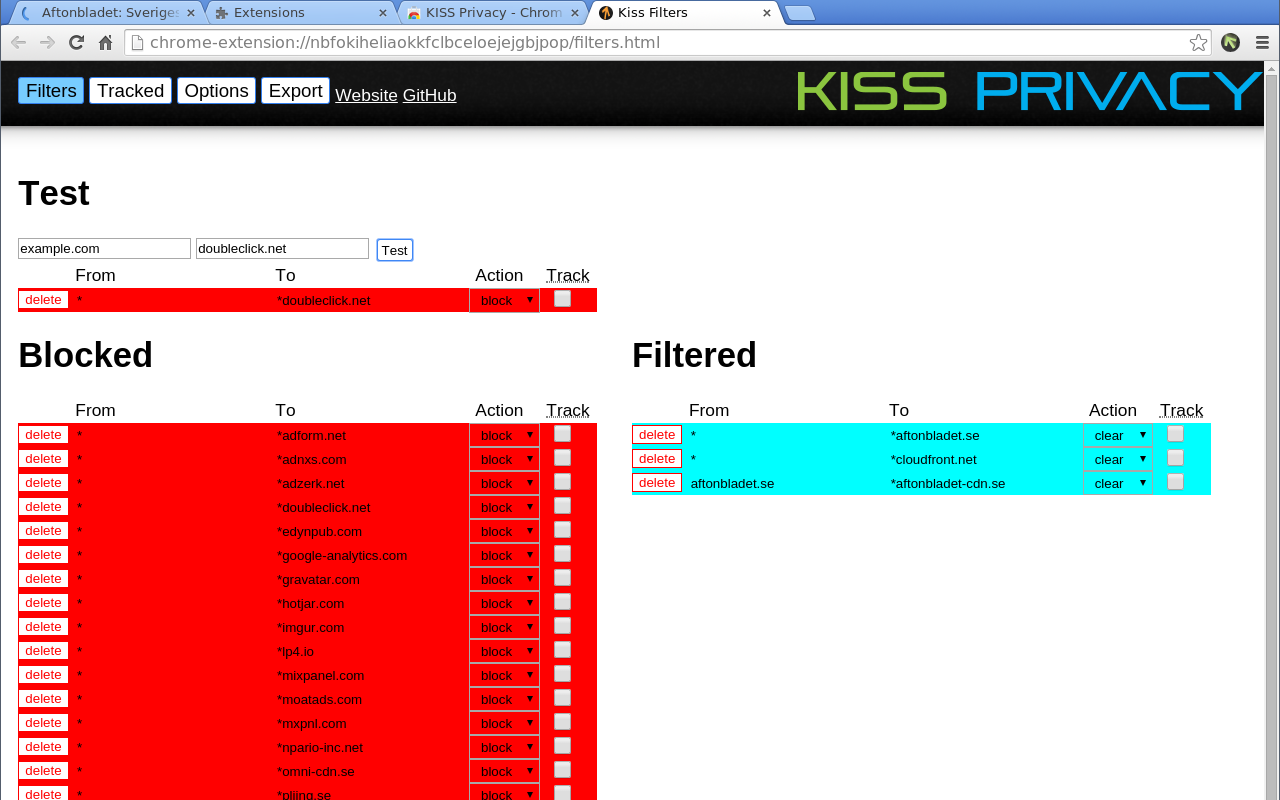 Aftonbladet: Sveriges
Extensions
KISS Privacy - Chrom
Kiss Filters
chrome-extension://nbfokiheliaokkfclbceloejejgbjpop/filters.html
Filters Tracked Options Export Website GitHub
KISS PRIVACY
Test
example.com doubleclick.net Test
From To Action Track
delete * *doubleclick.net block
Blocked
From To Action Track
delete * *adform.net block
delete * *adnxs.com block
delete * *adzerk.net block
delete * *doubleclick.net block
delete * *edynpub.com block
delete * *google-analytics.com block
delete * *gravatar.com block
delete * *hotjar.com block
delete * *imgur.com block
delete * *lp4.io block
delete * *mixpanel.com block
delete * *moatads.com block
delete * *mxpnl.com block
delete * *npario-inc.net block
delete * *omni-cdn.se block
delete * *pliing.se block
Filtered
From To Action Track
delete * *aftonbladet.se clear
delete * *cloudfront.net clear
delete aftonbladet.se *aftonbladet-cdn.se clear